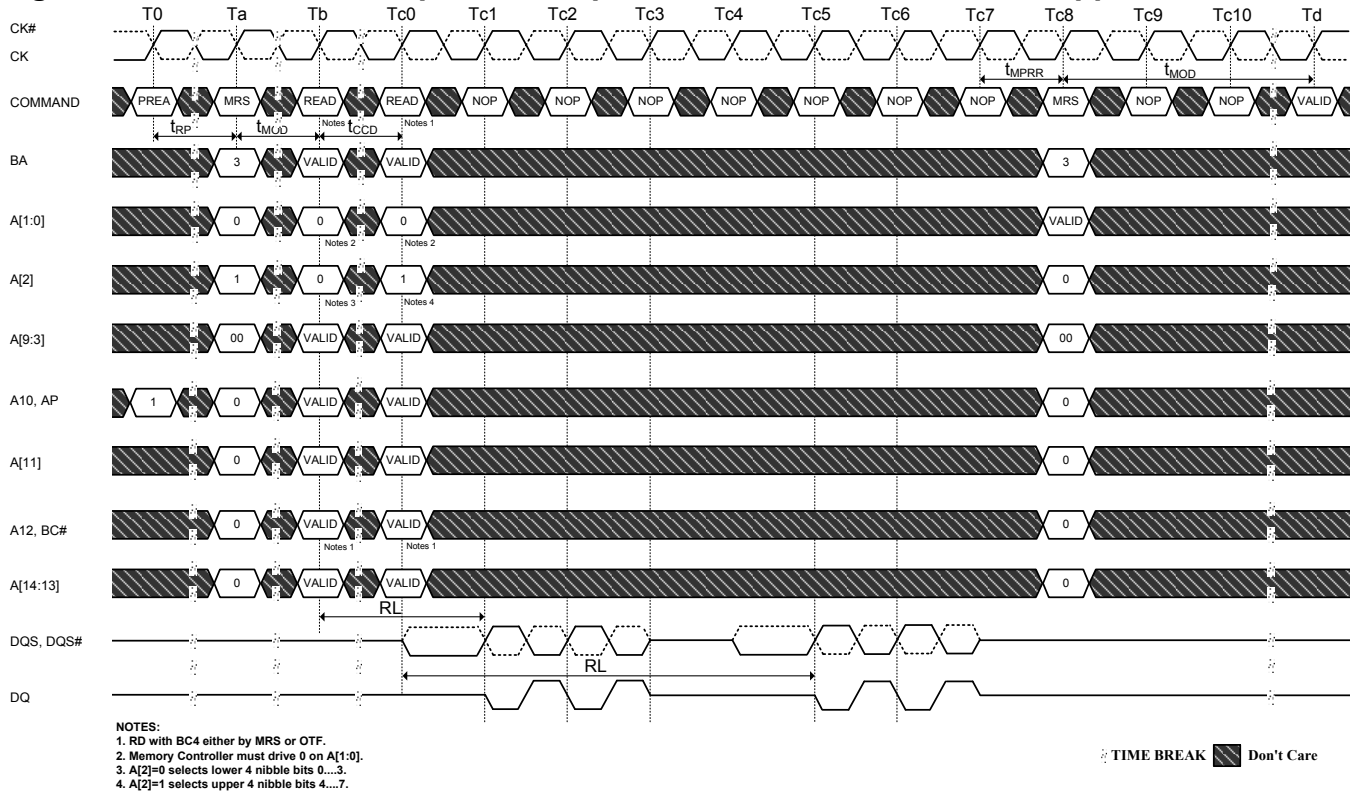 T0 Ta Tb Tc0 Tc1 Tc2 Tc3 Tc4 Tc5 Tc6 Tc7 Tc8 Tc9 Tc10 Td
CK#
CK
tMPRR tMOD
COMMAND PREA MRS READ READ NOP NOP NOP NOP NOP NOP NOP MRS NOP NOP VALID
Notes 1 Notes 1
tRP tMOD tCCD
BA 3 VALID VALID 3
A[1:0] 0 0 0 VALID
Notes 2 Notes 2
A[2] 1 0 1 0
Notes 3 Notes 4
A[9:3] 00 VALID VALID 00
A10, AP 1 0 VALID VALID 0
A[11] 0 VALID VALID 0
A12, BC# 0 VALID VALID 0
Notes 1 Notes 1
A[14:13] 0 VALID VALID 0
RL
DQS, DQS#
RL
DQ
NOTES:
1. RD with BC4 either by MRS or OTF.
2. Memory Controller must drive 0 on A[1:0].
3. A[2]=0 selects lower 4 nibble bits 0....3.
4. A[2]=1 selects upper 4 nibble bits 4....7.
TIME BREAK Don't Care